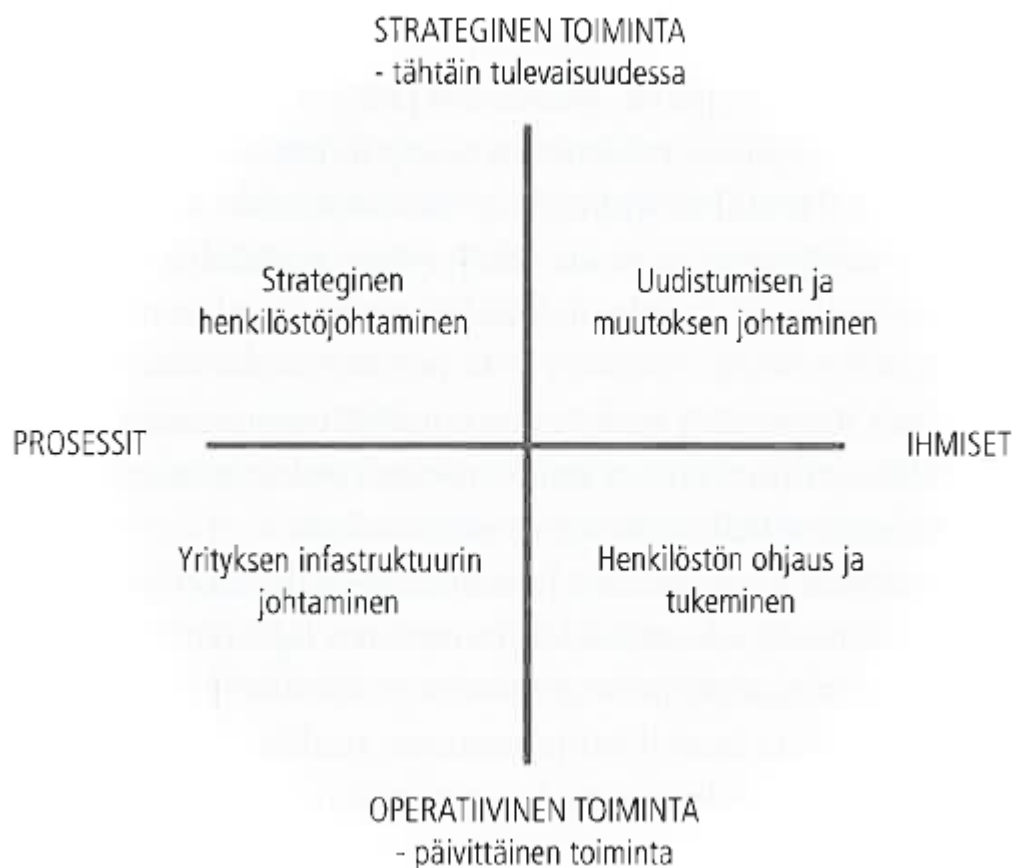 STRATEGINEN TOIMINTA
- tähtäin tulevaisuudessa
Strateginen
henkilöstöjohtaminen
Uudistumisen ja
muutoksen johtaminen
PROSESSIT
IHMISET
Yrityksen infastruktuurin
johtaminen
Henkilöstön ohjaus ja
tukeminen
OPERATIIVINEN TOIMINTA
- päivittäinen toiminta